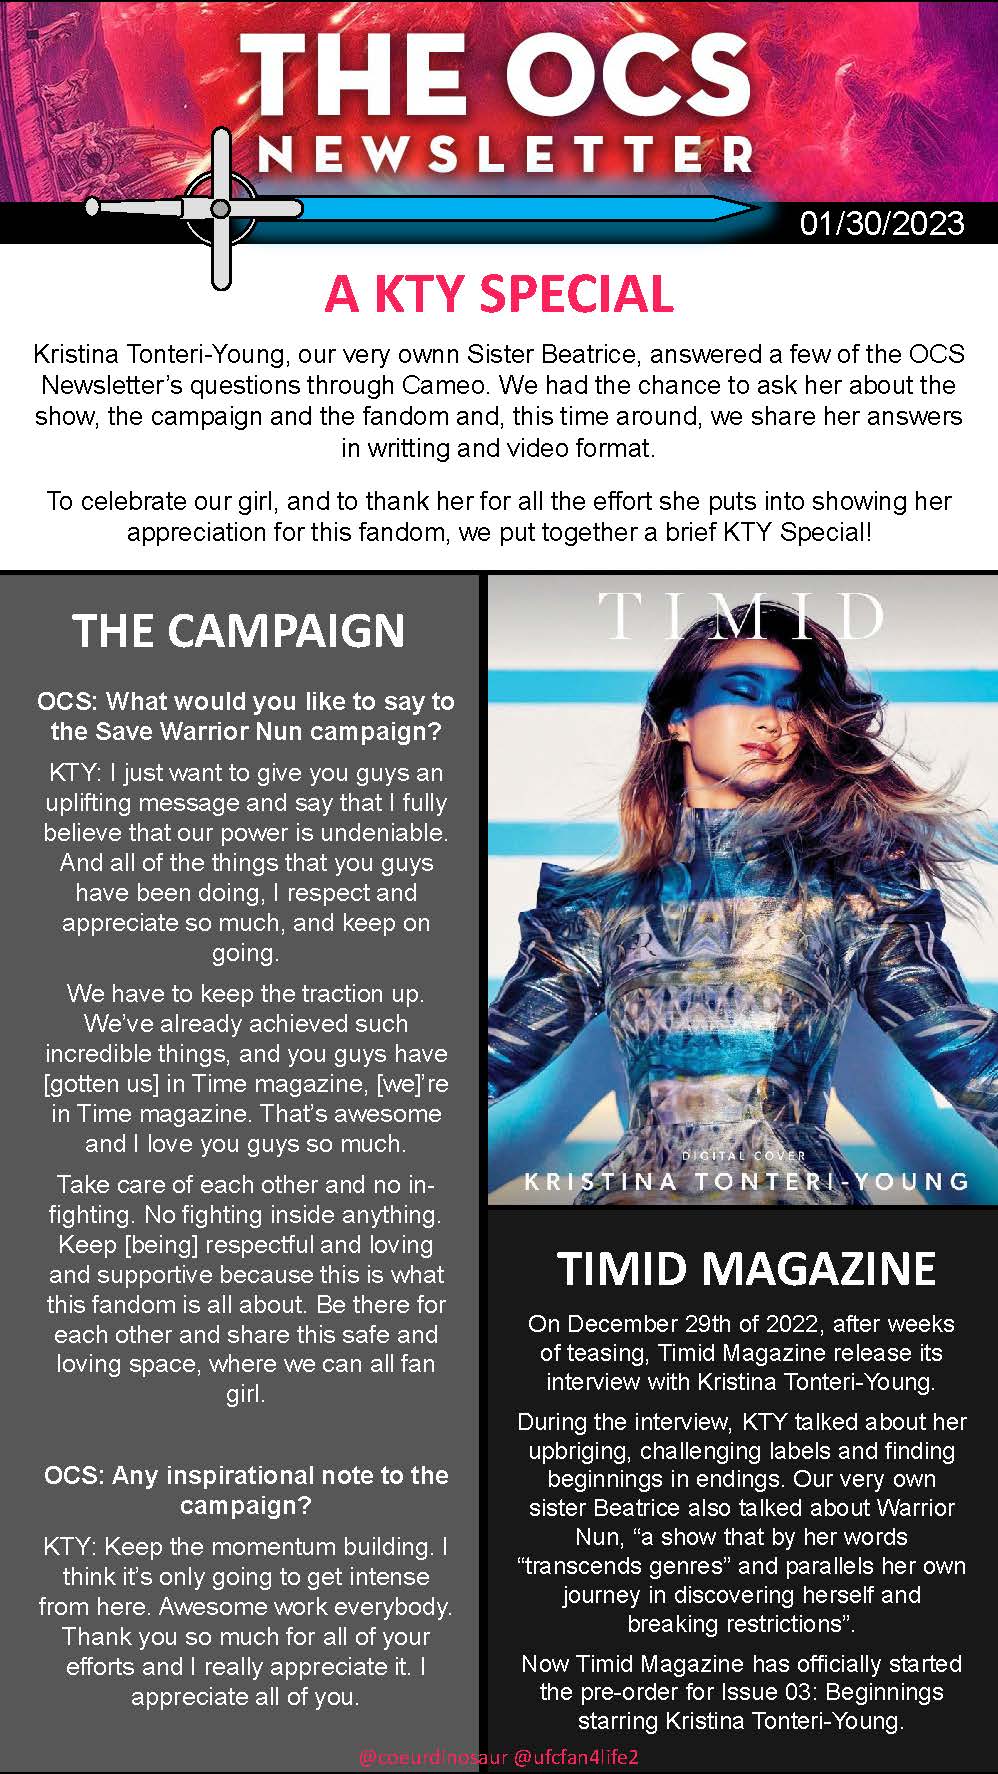 THE OCS
NEWSLETTER
01/30/2023
A KTY SPECIAL
Kristina Tonteri-Young, our very ownn Sister Beatrice, answered a few of the OCS
Newsletter’s questions through Cameo. We had the chance to ask her about the
show, the campaign and the fandom and, this time around, we share her answers
in writting and video format.
To celebrate our girl, and to thank her for all the effort she puts into showing her
appreciation for this fandom, we put together a brief KTY Special!
THE CAMPAIGN
OCS: What would you like to say to
the Save Warrior Nun campaign?
KTY: I just want to give you guys an
uplifting message and say that I fully
believe that our power is undeniable.
And all of the things that you guys
have been doing, I respect and
appreciate so much, and keep on
going.
We have to keep the traction up.
We’ve already achieved such
incredible things, and you guys have
[gotten us] in Time magazine, [we]’re
in Time magazine. That’s awesome
and I love you guys so much.
Take care of each other and no in-
fighting. No fighting inside anything.
Keep [being] respectful and loving
and supportive because this is what
this fandom is all about. Be there for
each other and share this safe and
loving space, where we can all fan
girl.
OCS: Any inspirational note to the
campaign?
KTY: Keep the momentum building. I
think it’s only going to get intense
from here. Awesome work everybody.
Thank you so much for all of your
efforts and I really appreciate it. I
appreciate all of you.
TIMID
DIGITAL COVER
KRISTINA TONTERI-YOUNG
TIMID MAGAZINE
On December 29th of 2022, after weeks
of teasing, Timid Magazine release its
interview with Kristina Tonteri-Young.
During the interview, KTY talked about her
upbriging, challenging labels and finding
beginnings in endings. Our very own
sister Beatrice also talked about Warrior
Nun, “a show that by her words
“transcends genres” and parallels her own
journey in discovering herself and
breaking restrictions”.
Now Timid Magazine has officially started
the pre-order for Issue 03: Beginnings
starring Kristina Tonteri-Young.
@coeurdinosaur @ufcfan4life2